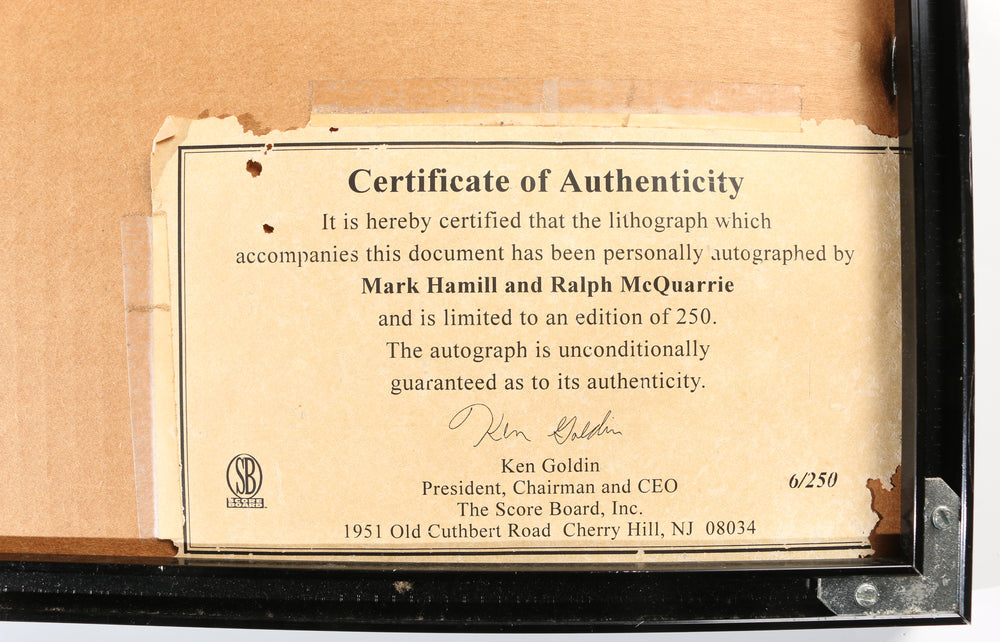 Certificate of Authenticity
It is hereby certified that the lithograph which
accompanies this document has been personally autographed by
Mark Hamill and Ralph McQuarrie
and is limited to an edition of 250.
The autograph is unconditionally
guaranteed as to its authenticity.
Ken Goldin
Ken Goldin
President, Chairman and CEO
The Score Board, Inc.
1951 Old Cuthbert Road Cherry Hill, NJ 08034
6/250
SB
SCORE
BOARD